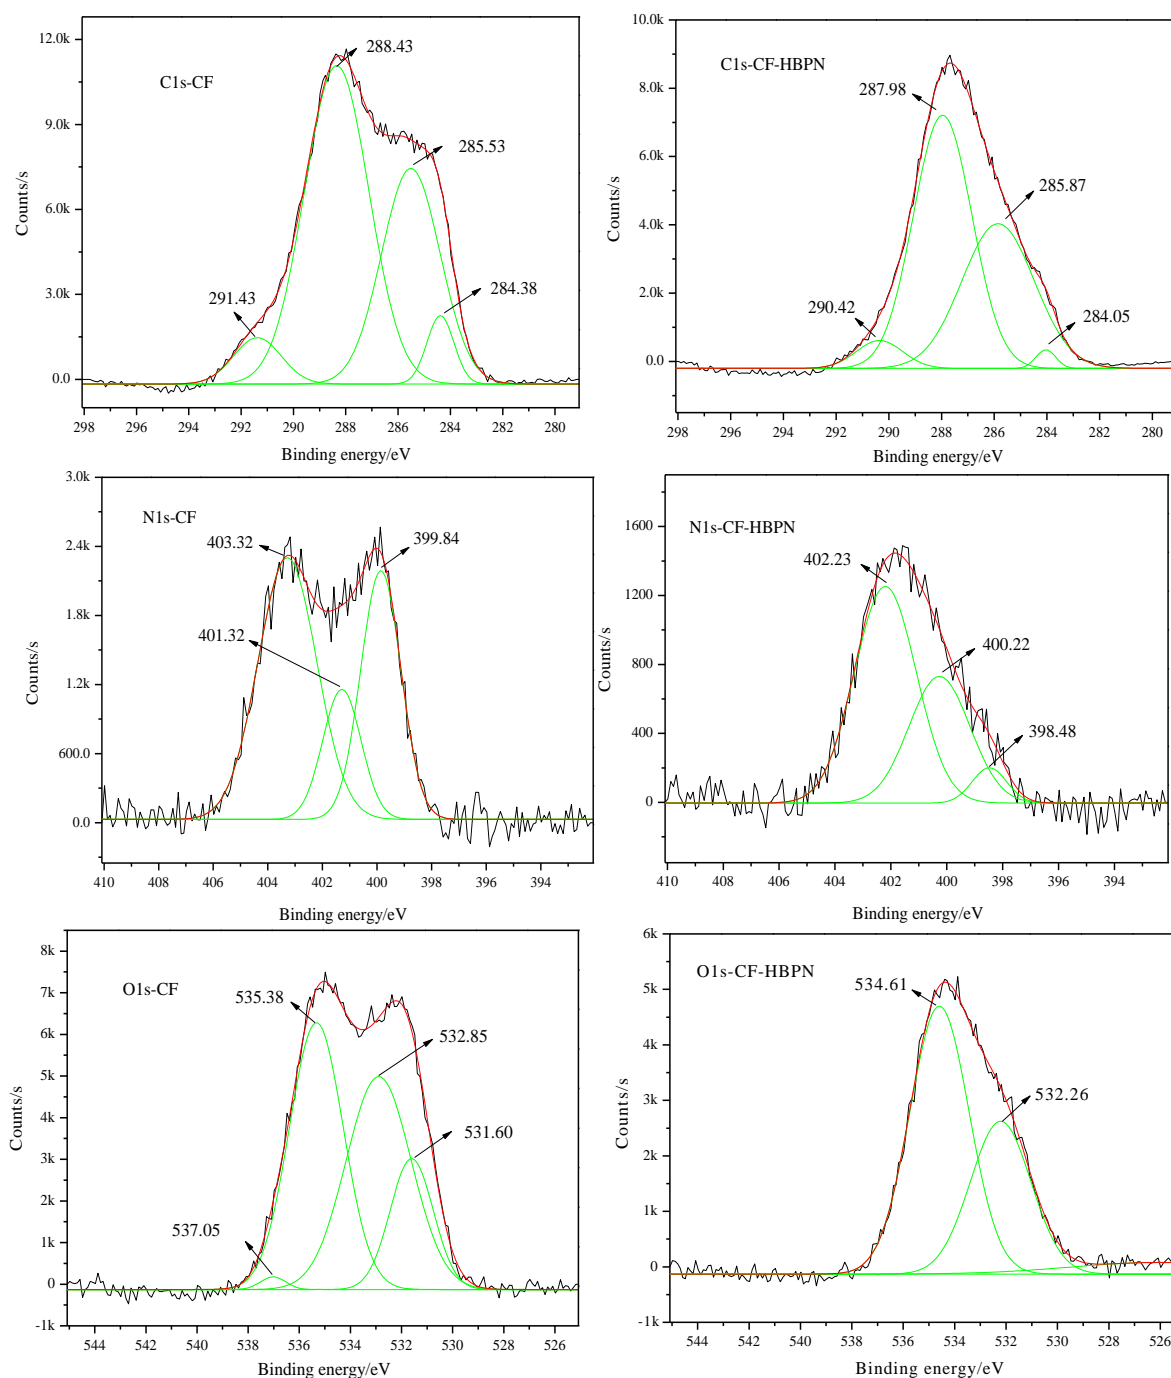 C1s-CF
288.43
285.53
284.38
291.43
12.0k
9.0k
6.0k
3.0k
0.0
Counts/s
298 296 294 292 290 288 286 284 282 280
Binding energy/eV
C1s-CF-HBPN
287.98
285.87
290.42
284.05
10.0k
8.0k
6.0k
4.0k
2.0k
0.0
Counts/s
298 296 294 292 290 288 286 284 282 280
Binding energy/eV
N1s-CF
403.32
399.84
401.32
3.0k
2.4k
1.8k
1.2k
600.0
0.0
Counts/s
410 408 406 404 402 400 398 396 394
Binding energy/eV
N1s-CF-HBPN
402.23
400.22
398.48
1600
1200
800
400
0
Counts/s
410 408 406 404 402 400 398 396 394
Binding energy/eV
O1s-CF
535.38
532.85
531.60
537.05
8k
7k
6k
5k
4k
3k
2k
1k
0
-1k
Counts/s
544 542 540 538 536 534 532 530 528 526
Binding energy/eV
O1s-CF-HBPN
534.61
532.26
6k
5k
4k
3k
2k
1k
0
-1k
Counts/s
544 542 540 538 536 534 532 530 528 526
Binding energy/eV